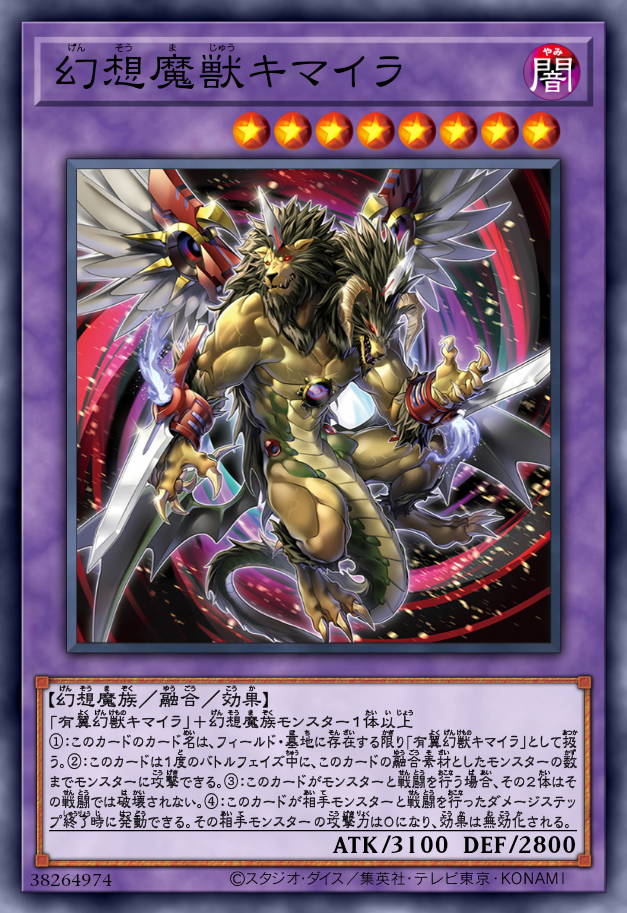 幻想魔獣キマイラ
闇
【幻想魔族／融合／効果】
「有翼幻獣キマイラ」＋幻想魔族モンスター１体以上
①：このカードのカード名は、フィールド・墓地に存在する限り「有翼幻獣キマイラ」として扱
う。②：このカードは１度のバトルフェイズ中に、このカードの融合素材としたモンスターの数
までモンスターに攻撃できる。③：このカードがモンスターと戦闘を行う場合、その２体はそ
の戦闘では破壊されない。④：このカードが相手モンスターと戦闘を行ったダメージステッ
プ終了時に発動できる。その相手モンスターの攻撃力は０になり、効果は無効化される。
ATK/3100 DEF/2800
38264974 ©スタジオ・ダイス／集英社・テレビ東京・KONAMI